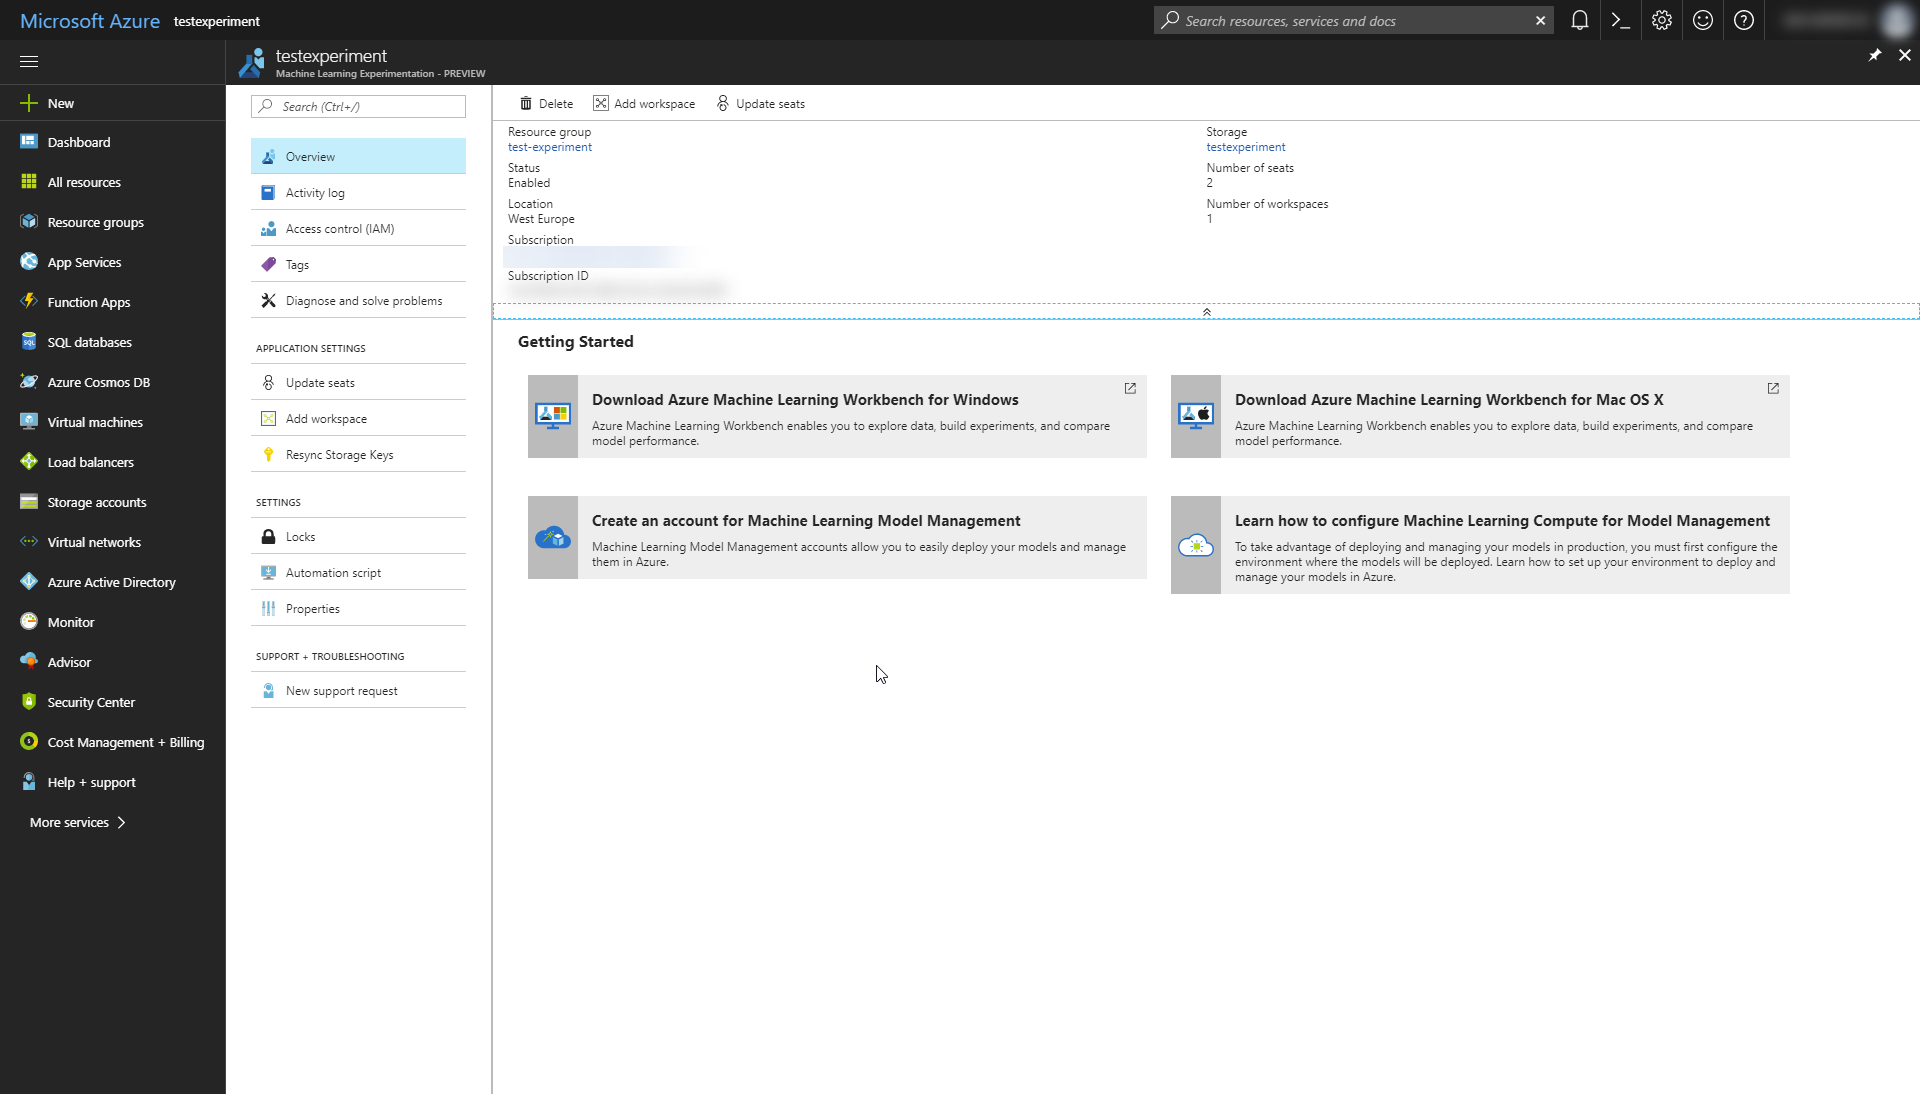 Microsoft Azure testexperiment
Search resources, services and docs
testexperiment
Machine Learning Experimentation - PREVIEW
New
Dashboard
All resources
Resource groups
App Services
Function Apps
SQL databases
Azure Cosmos DB
Virtual machines
Load balancers
Storage accounts
Virtual networks
Azure Active Directory
Monitor
Advisor
Security Center
Cost Management + Billing
Help + support
More services
Search (Ctrl+/)
Overview
Activity log
Access control (IAM)
Tags
Diagnose and solve problems
APPLICATION SETTINGS
Update seats
Add workspace
Resync Storage Keys
SETTINGS
Locks
Automation script
Properties
SUPPORT + TROUBLESHOOTING
New support request
Delete Add workspace Update seats
Resource group
test-experiment
Status
Enabled
Location
West Europe
Subscription
Subscription ID
Storage
testexperiment
Number of seats
2
Number of workspaces
1
Getting Started
Download Azure Machine Learning Workbench for Windows
Azure Machine Learning Workbench enables you to explore data, build experiments, and compare
model performance.
Download Azure Machine Learning Workbench for Mac OS X
Azure Machine Learning Workbench enables you to explore data, build experiments, and compare
model performance.
Create an account for Machine Learning Model Management
Machine Learning Model Management accounts allow you to easily deploy your models and manage
them in Azure.
Learn how to configure Machine Learning Compute for Model Management
To take advantage of deploying and managing your models in production, you must first configure the
environment where the models will be deployed. Learn how to set up your environment to deploy and
manage your models in Azure.